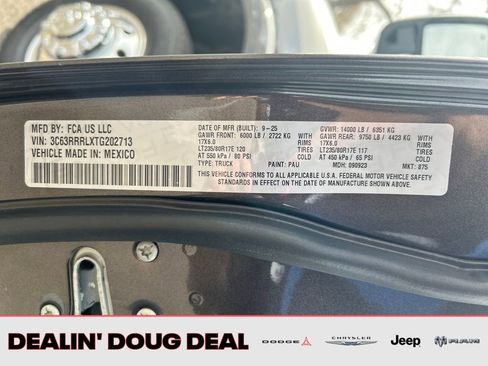 MFD BY: FCA US LLC
VIN: 3C63RRRLXTG202713
VEHICLE MADE IN: MEXICO
DATE OF MFR (BUILT): 9-25
GAWR FRONT: 6000 LB / 2722 KG
17X6.0 RIMS
LT235/80R17E 120 TIRES
AT 550 kPa / 80 PSI COLD
TYPE: TRUCK PAINT: PAU
GVWR: 14000 LB / 6351 KG
GAWR REAR: 9750 LB / 4423 KG
17X6.0 RIMS
LT235/80R17E 117 TIRES
AT 450 kPa / 65 PSI COLD
MDH: 090923 MKT: 875
THIS VEHICLE CONFORMS TO ALL APPLICABLE U.S.A. FEDERAL MOTOR VEHICLE SAFETY
STANDARDS IN EFFECT ON THE DATE OF MANUFACTURE SHOWN ABOVE
DEALIN' DOUG DEAL
DODGE CHRYSLER Jeep RAM